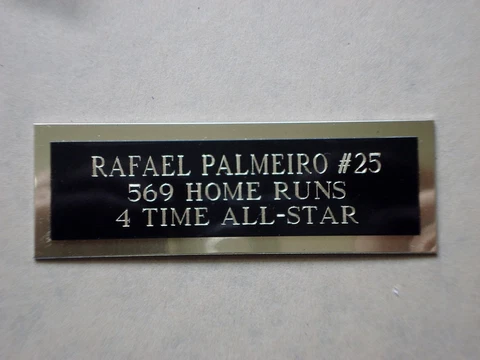 RAFAEL PALMEIRO #25
569 HOME RUNS
4 TIME ALL-STAR